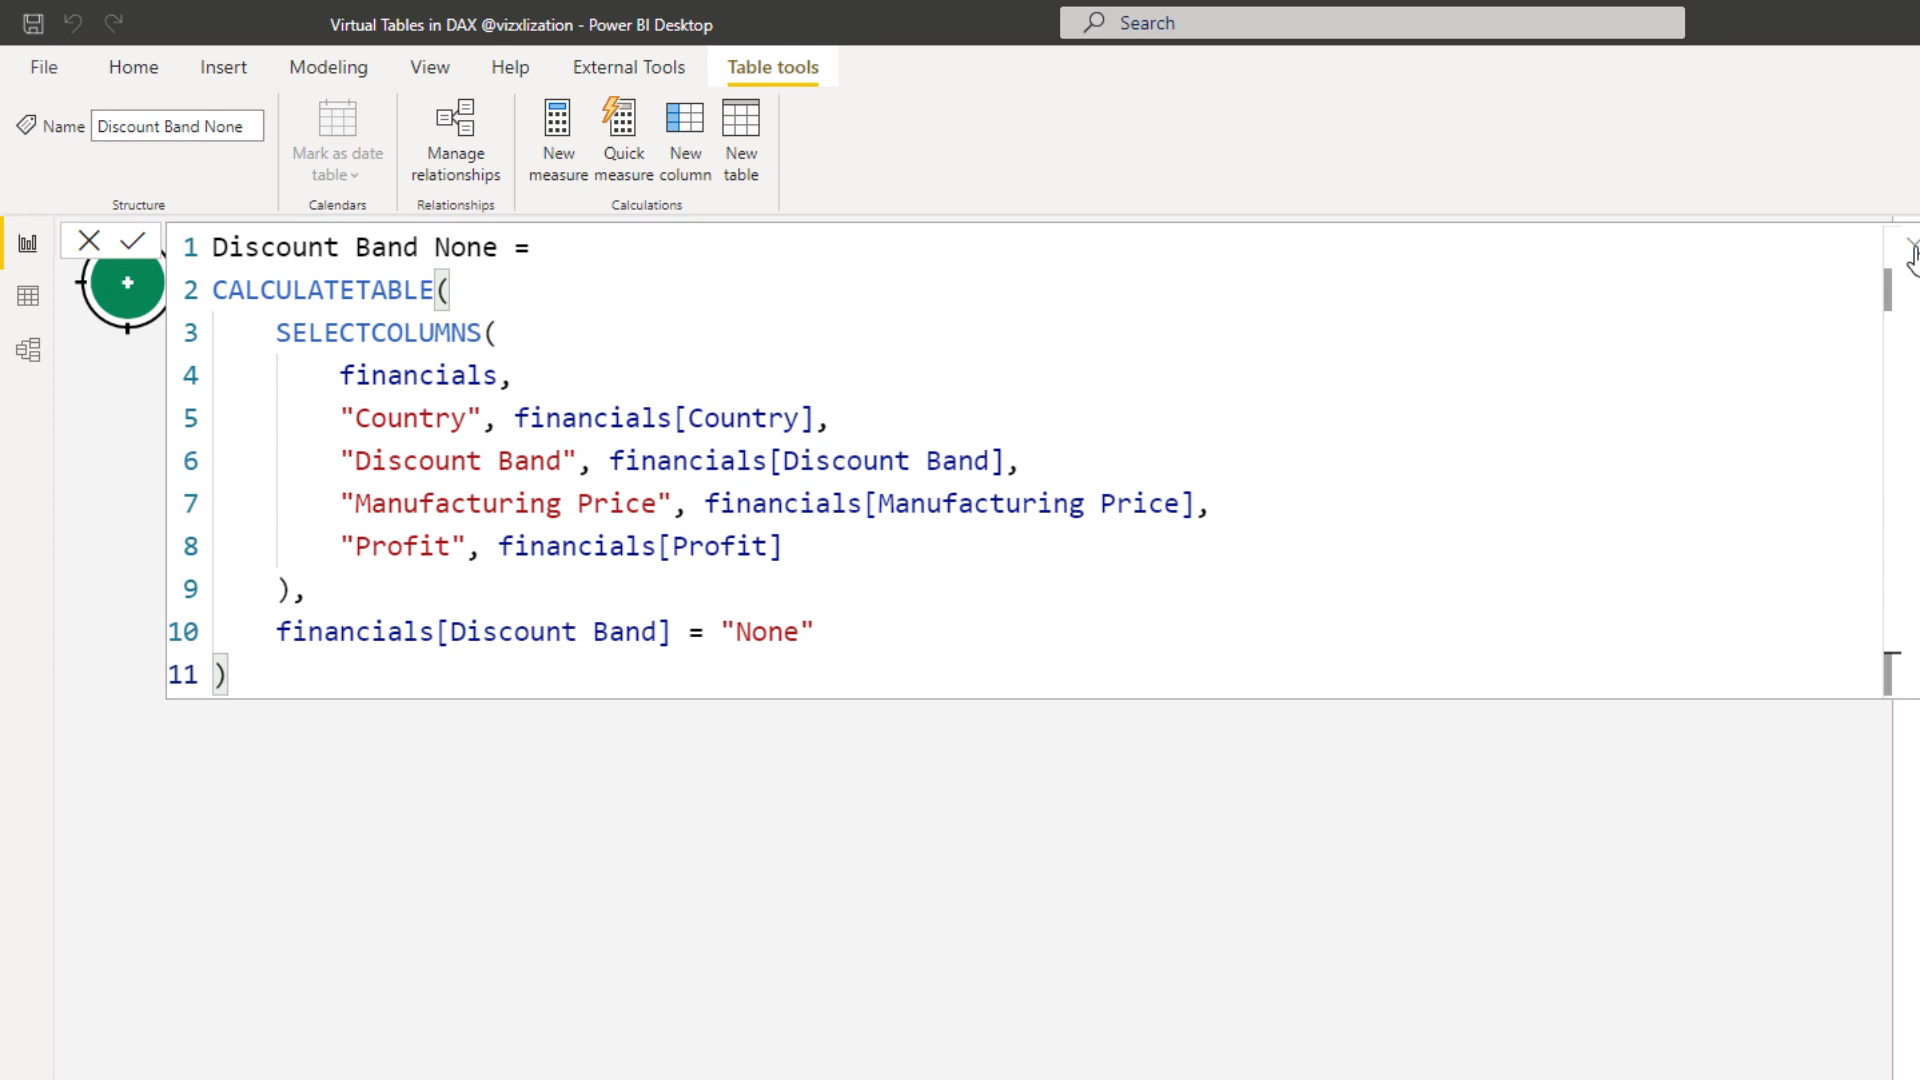 Virtual Tables in DAX @vizxlization - Power BI Desktop
Search
File Home Insert Modeling View Help External Tools Table tools
Name Discount Band None
Mark as date table
Manage relationships
New measure
Quick measure
New column
New table
Structure Calendars Relationships Calculations
1 Discount Band None =
2 CALCULATETABLE(
3 SELECTCOLUMNS(
4 financials,
5 "Country", financials[Country],
6 "Discount Band", financials[Discount Band],
7 "Manufacturing Price", financials[Manufacturing Price],
8 "Profit", financials[Profit]
9 ),
10 financials[Discount Band] = "None"
11 )